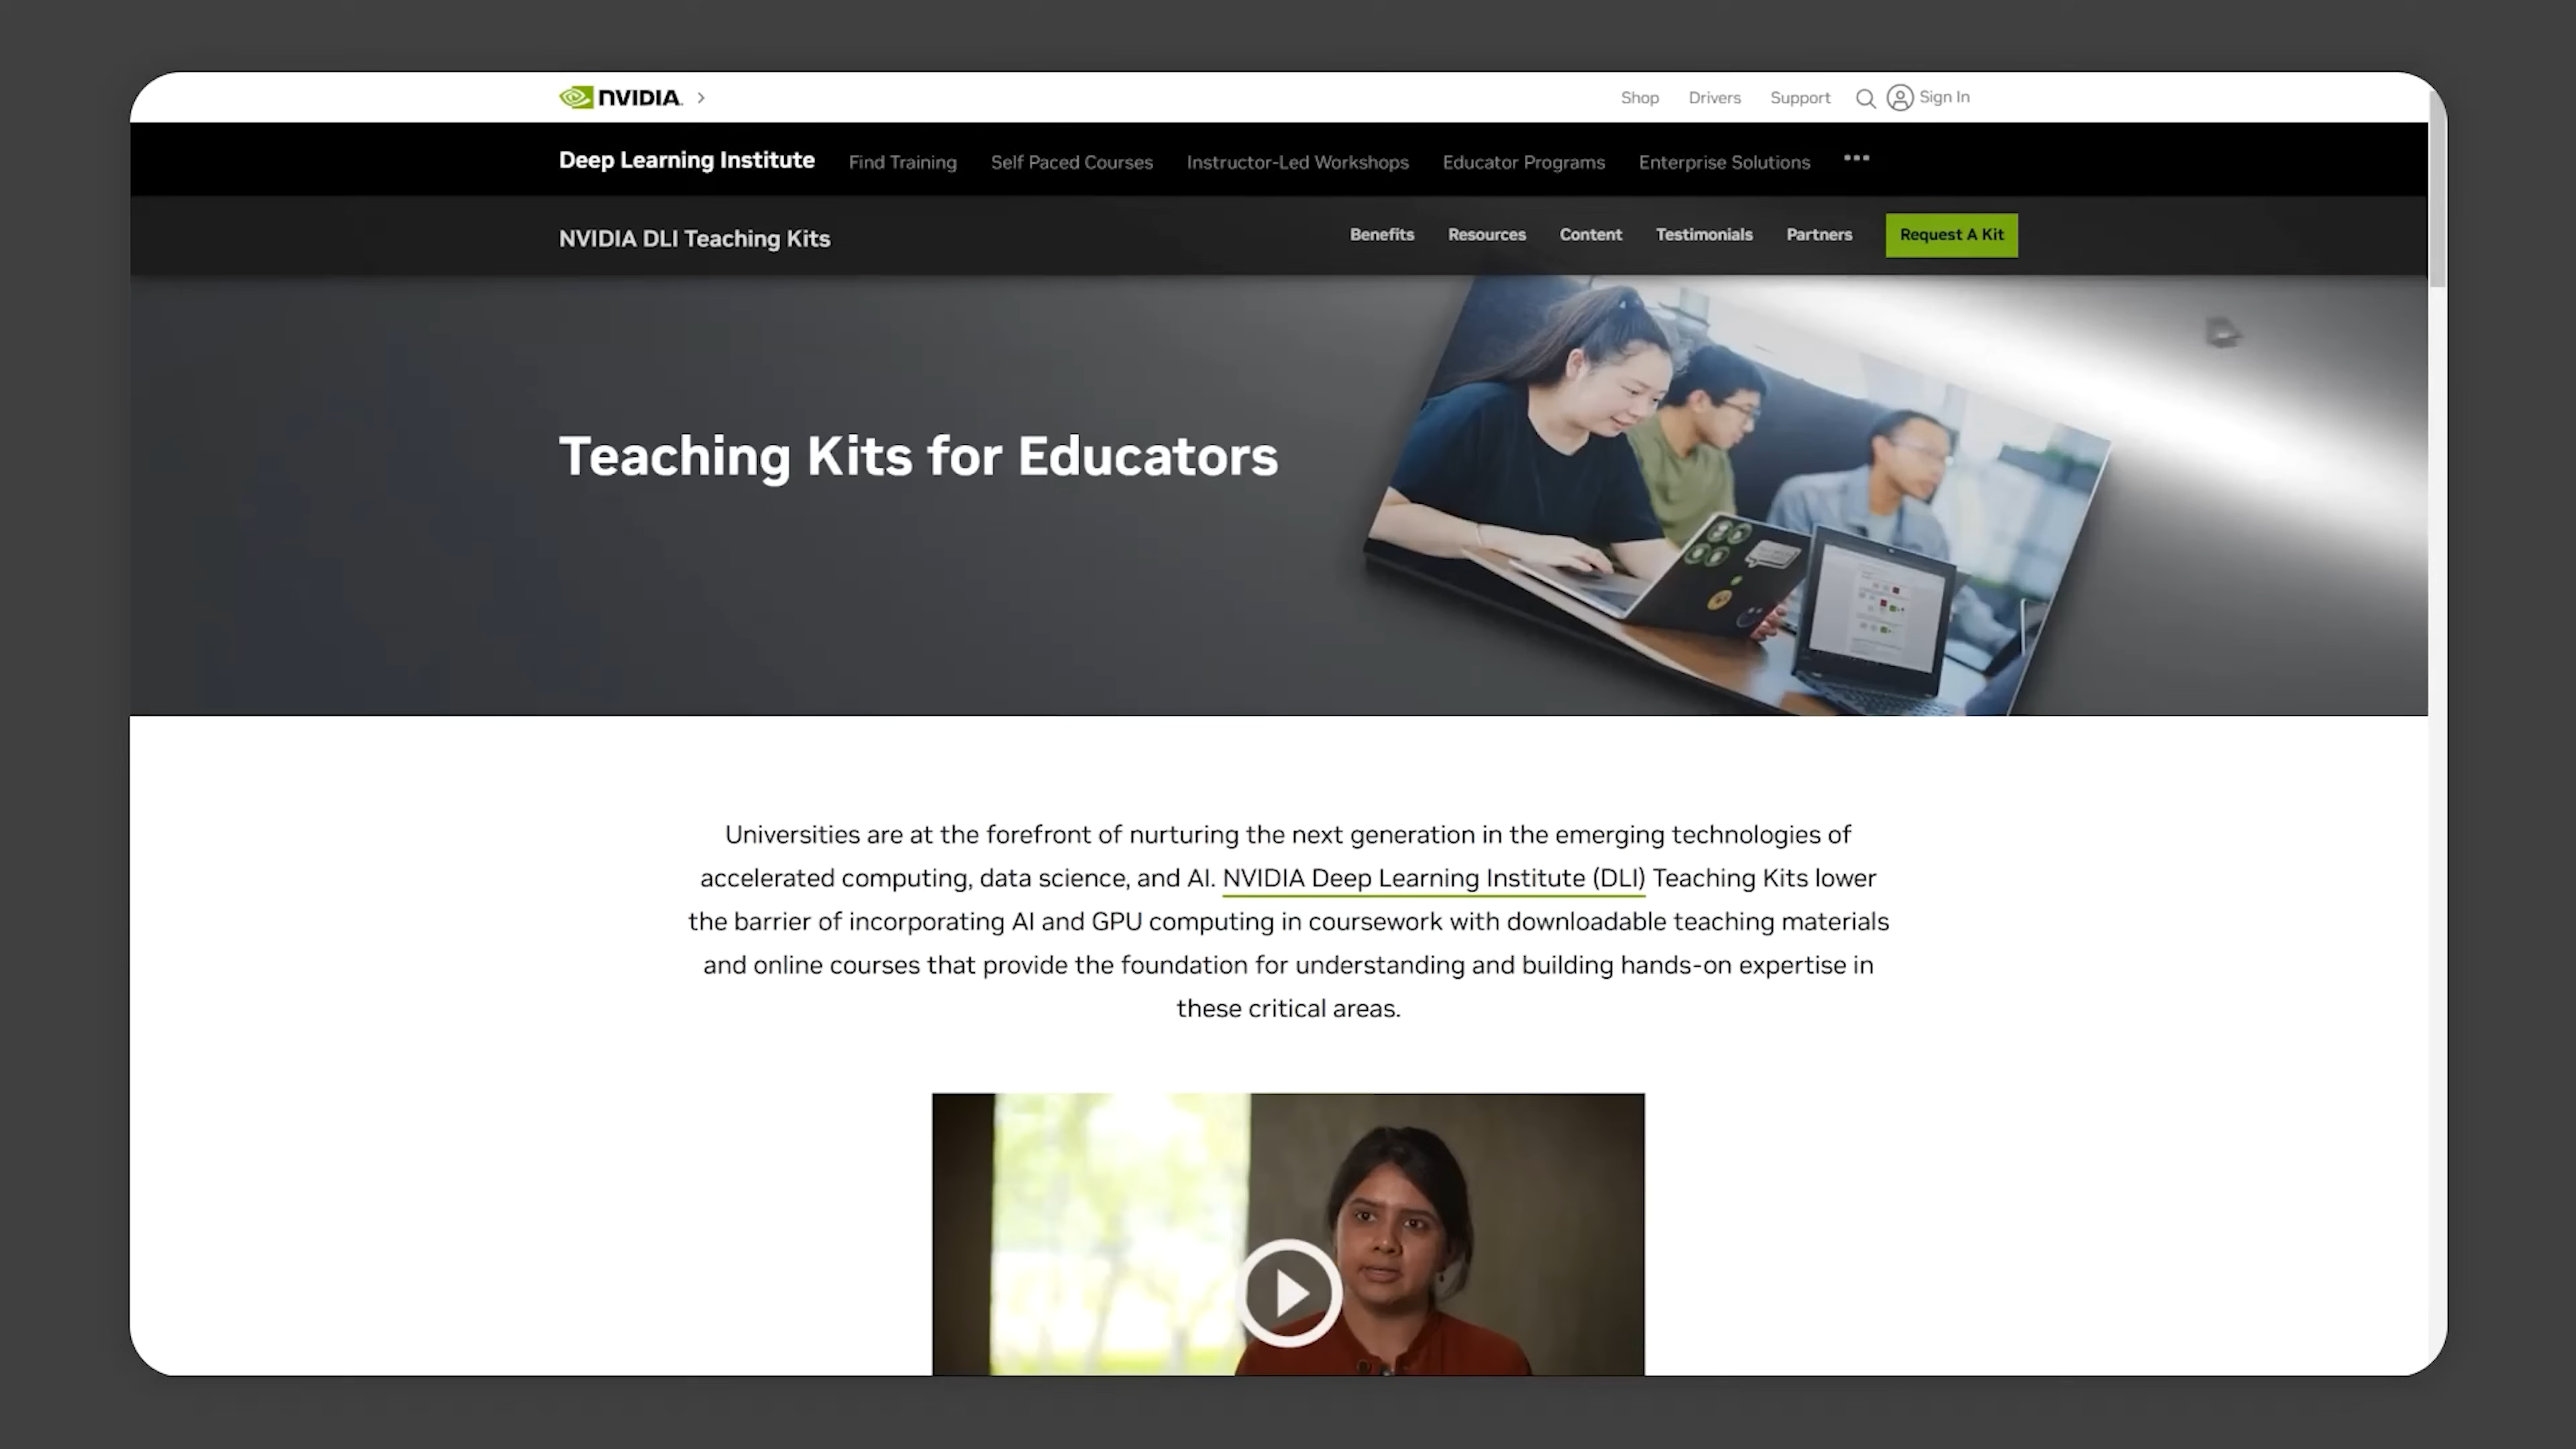 NVIDIA.
Shop Drivers Support Sign In
Deep Learning Institute Find Training Self Paced Courses Instructor-Led Workshops Educator Programs Enterprise Solutions •••
NVIDIA DLI Teaching Kits Benefits Resources Content Testimonials Partners Request A Kit
Teaching Kits for Educators
Universities are at the forefront of nurturing the next generation in the emerging technologies of
accelerated computing, data science, and AI. NVIDIA Deep Learning Institute (DLI) Teaching Kits lower
the barrier of incorporating AI and GPU computing in coursework with downloadable teaching materials
and online courses that provide the foundation for understanding and building hands-on expertise in
these critical areas.